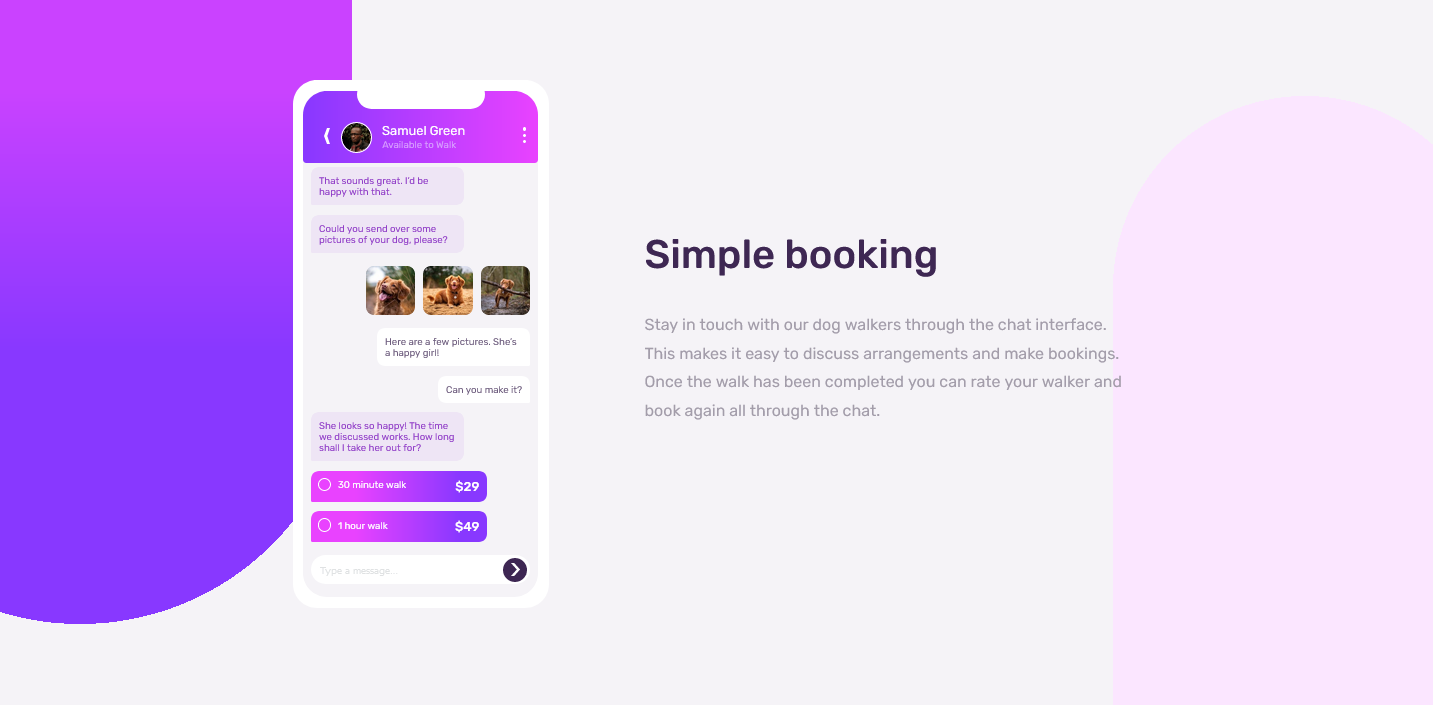 Samuel Green
Available to Walk
That sounds great. I'd be
happy with that.
Could you send over some
pictures of your dog, please?
Here are a few pictures. She's
a happy girl!
Can you make it?
She looks so happy! The time
we discussed works. How long
shall I take her out for?
30 minute walk $29
1 hour walk $49
Type a message...
Simple booking
Stay in touch with our dog walkers through the chat interface.
This makes it easy to discuss arrangements and make bookings.
Once the walk has been completed you can rate your walker and
book again all through the chat.